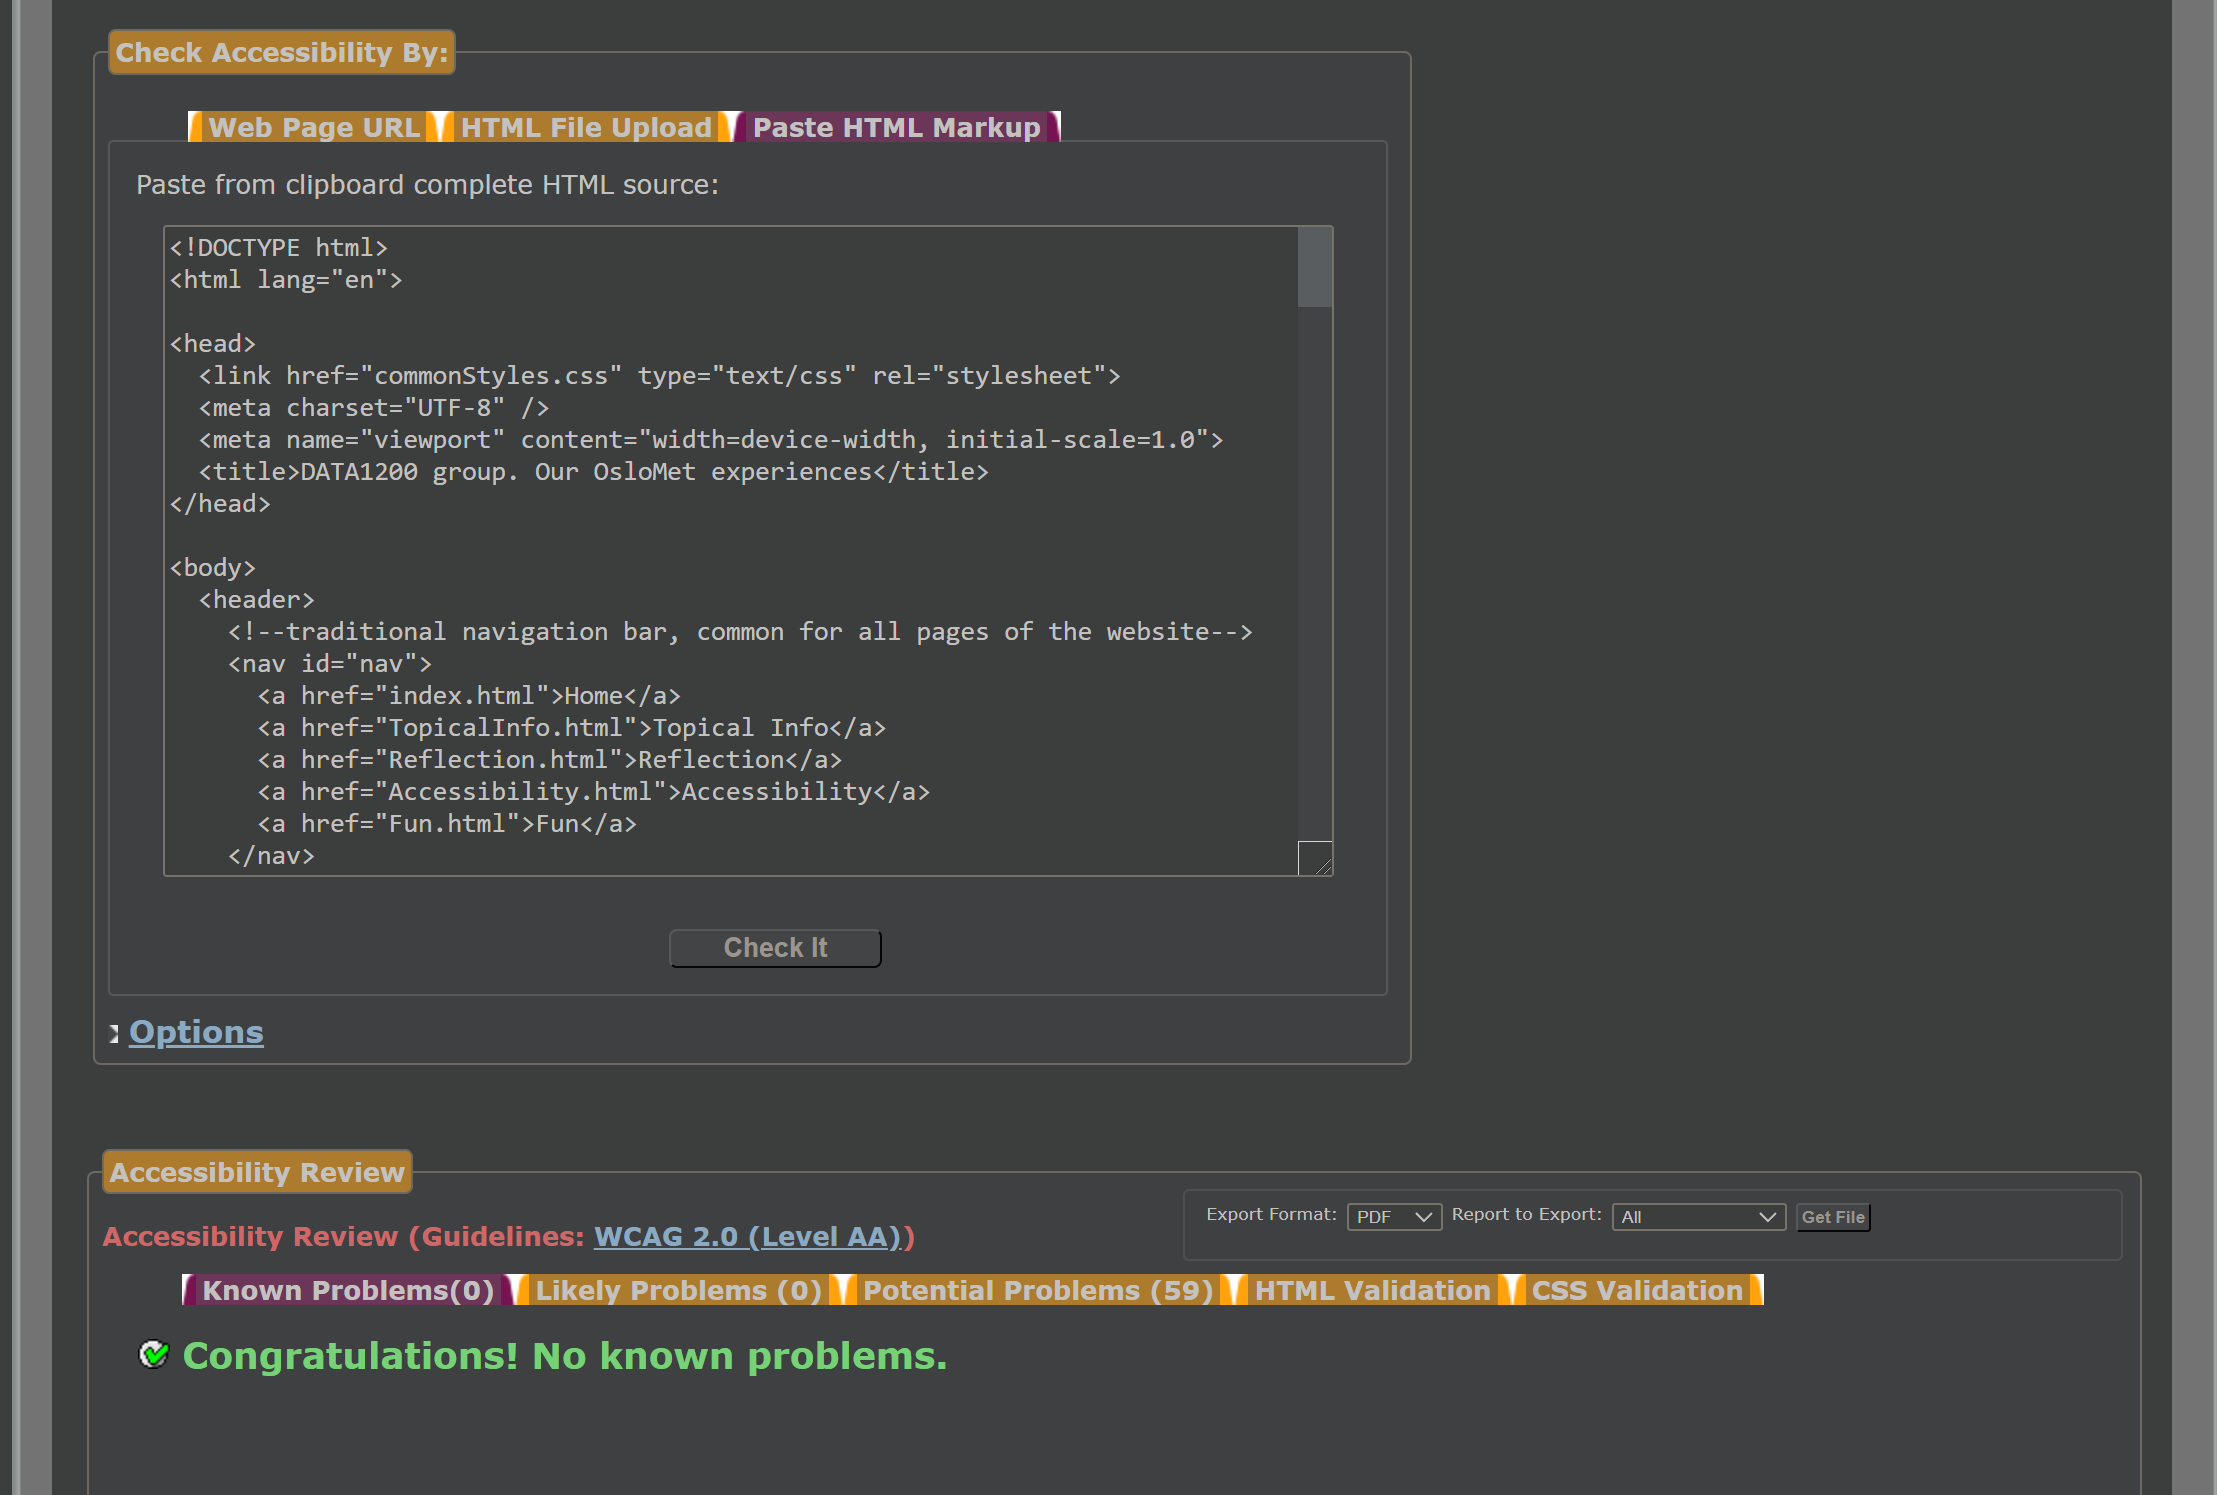 Check Accessibility By:
Web Page URL HTML File Upload Paste HTML Markup
Paste from clipboard complete HTML source:
<!DOCTYPE html>
<html lang="en">
<head>
<link href="commonStyles.css" type="text/css" rel="stylesheet">
<meta charset="UTF-8" />
<meta name="viewport" content="width=device-width, initial-scale=1.0">
<title>DATA1200 group. Our OsloMet experiences</title>
</head>
<body>
<header>
<!--traditional navigation bar, common for all pages of the website-->
<nav id="nav">
<a href="index.html">Home</a>
<a href="TopicalInfo.html">Topical Info</a>
<a href="Reflection.html">Reflection</a>
<a href="Accessibility.html">Accessibility</a>
<a href="Fun.html">Fun</a>
</nav>
Check It
Options
Accessibility Review
Export Format: PDF Report to Export: All Get File
Accessibility Review (Guidelines: WCAG 2.0 (Level AA))
Known Problems(0) Likely Problems (0) Potential Problems (59) HTML Validation CSS Validation
Congratulations! No known problems.